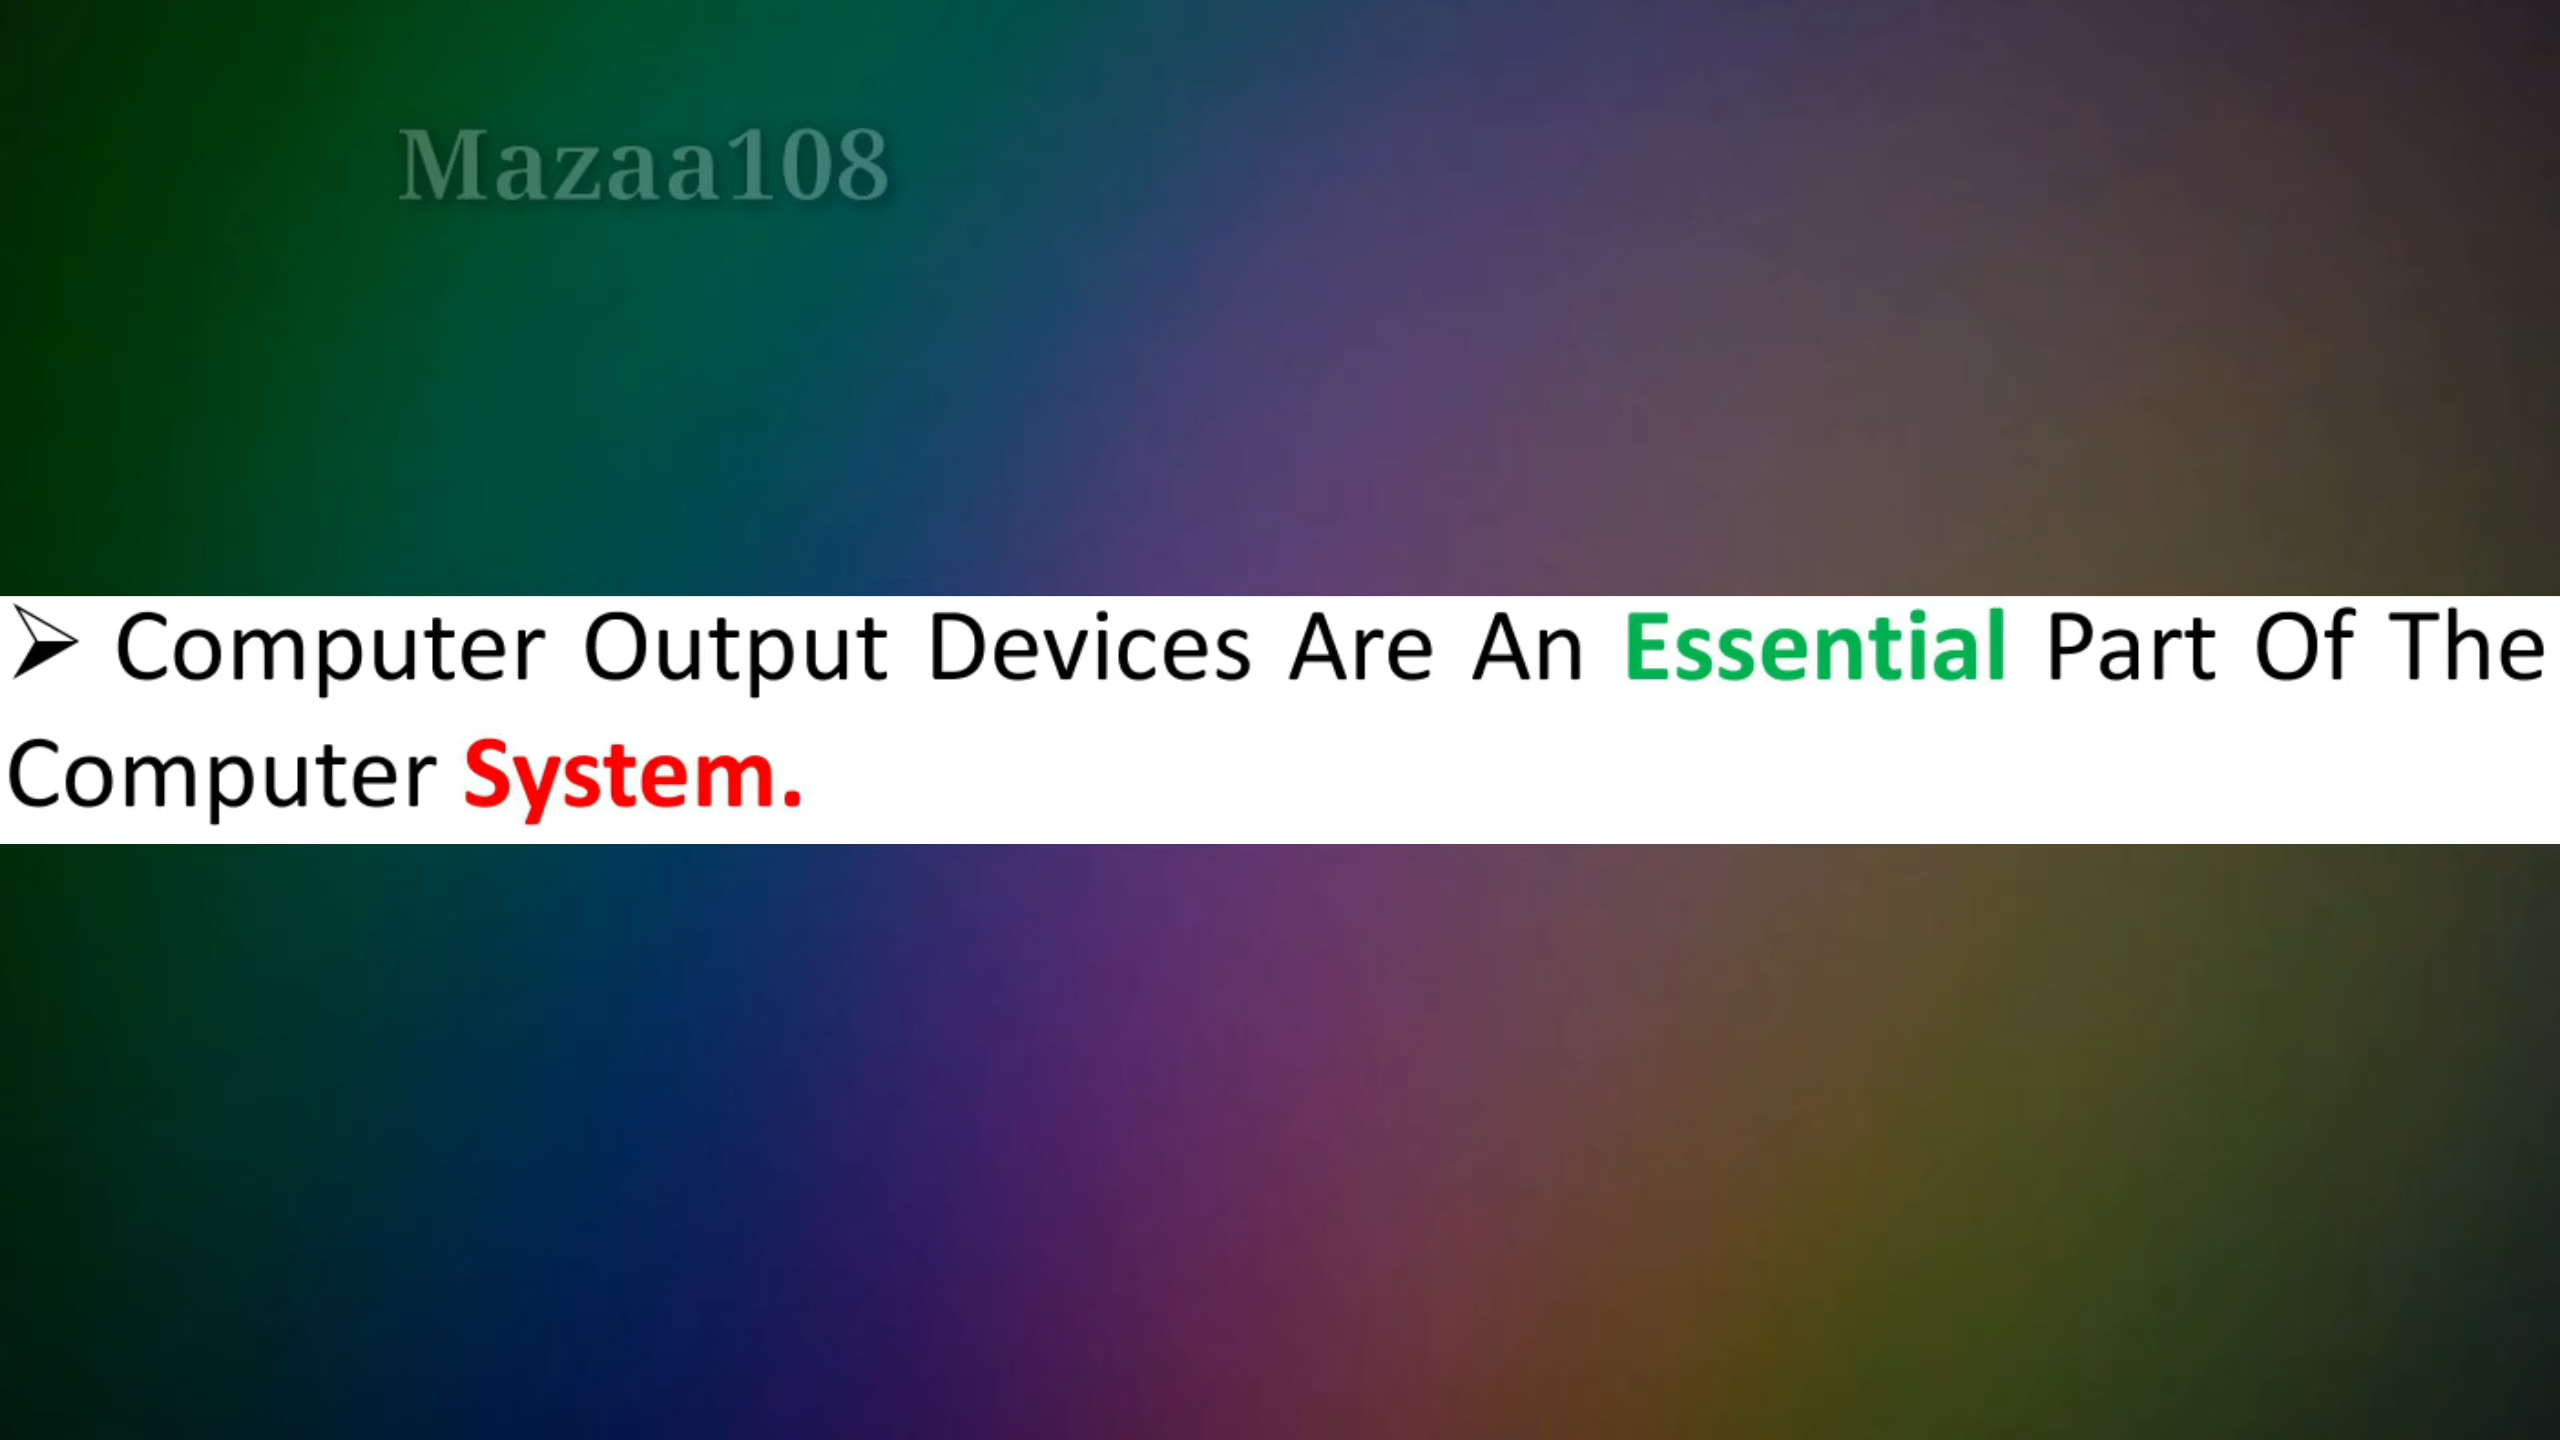 Mazaa108
➢ Computer Output Devices Are An Essential Part Of The
Computer System.